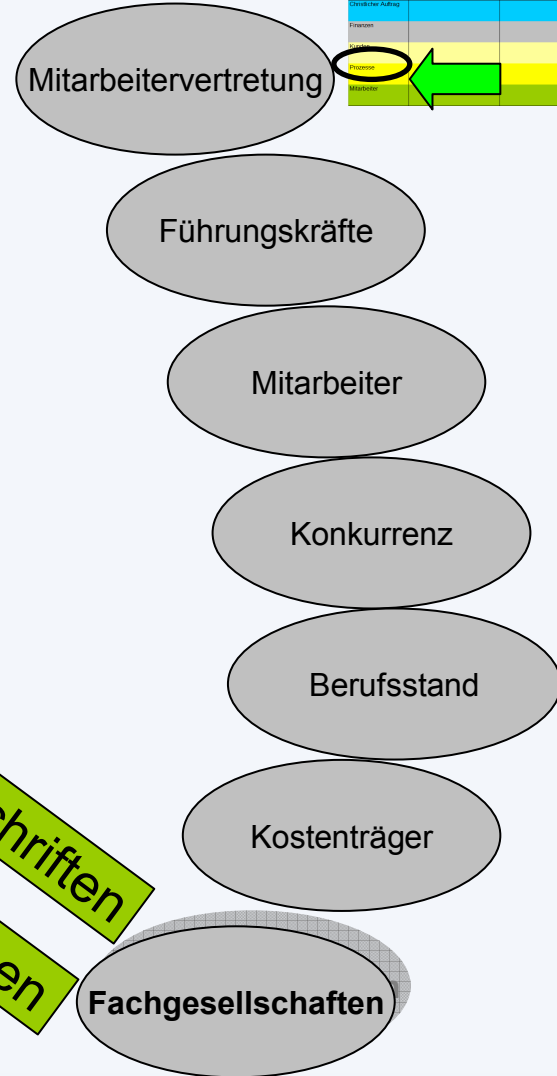 Christlicher Auftrag
Finanzen
Kunden
Prozesse
Mitarbeiter
Mitarbeitervertretung
Führungskräfte
Mitarbeiter
Konkurrenz
Berufsstand
Kostenträger
Fachgesellschaften